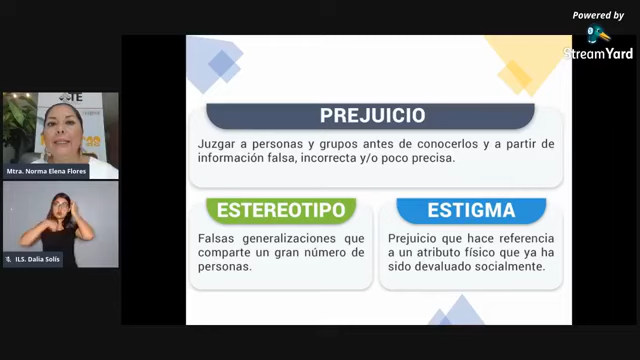 Powered by
StreamYard
PREJUICIO
Juzgar a personas y grupos antes de conocerlos y a partir de
información falsa, incorrecta y/o poco precisa.
ESTEREOTIPO
Falsas generalizaciones que
comparte un gran número de
personas.
ESTIGMA
Prejuicio que hace referencia
a un atributo físico que ya ha
sido devaluado socialmente.
Mtra. Norma Elena Flores
ILS. Dalia Solís